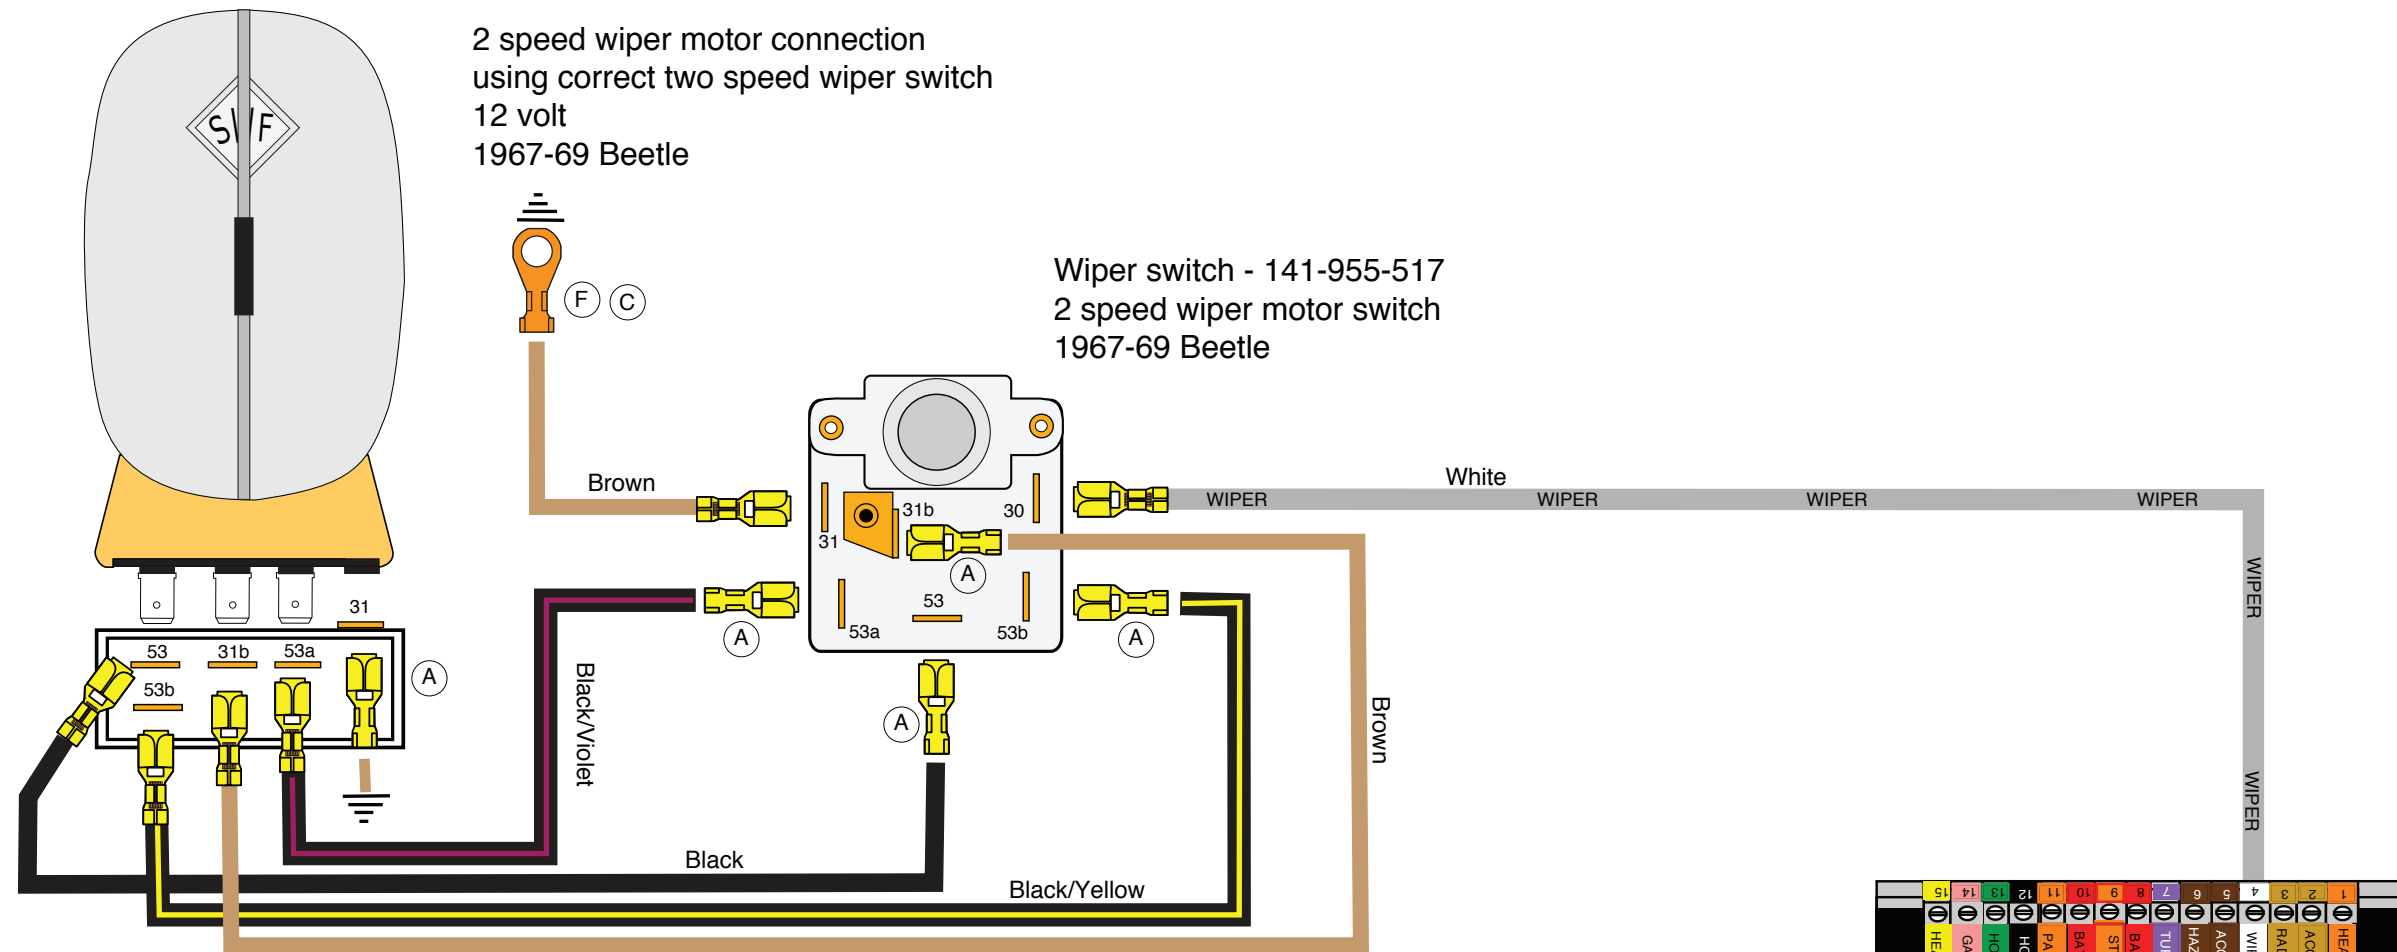 2 speed wiper motor connection
using correct two speed wiper switch
12 volt
1967-69 Beetle
SWF
F C
Wiper switch - 141-955-517
2 speed wiper motor switch
1967-69 Beetle
Brown
White
WIPER WIPER WIPER WIPER
31b 30
31
A
53
53a 53b
A A
31
53 31b 53a
53b
A
A
Black/Violet
Brown
WIPER
WIPER
Black
Black/Yellow
15 14 13 12 11 10 9 8 7 6 5 4 3 2 1